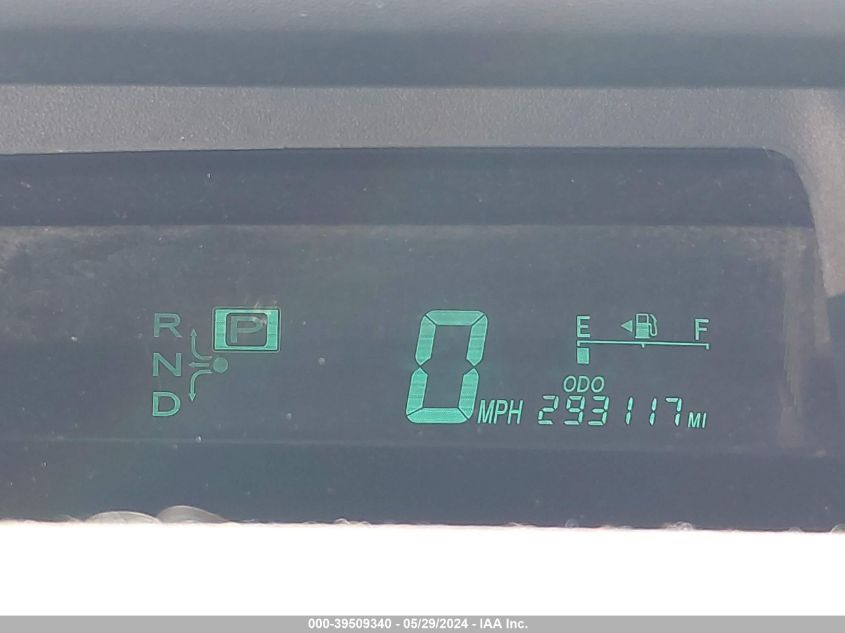 R P
N
D
0 MPH
E F
ODO
293117 MI
000-39509340 - 05/29/2024 - IAA Inc.